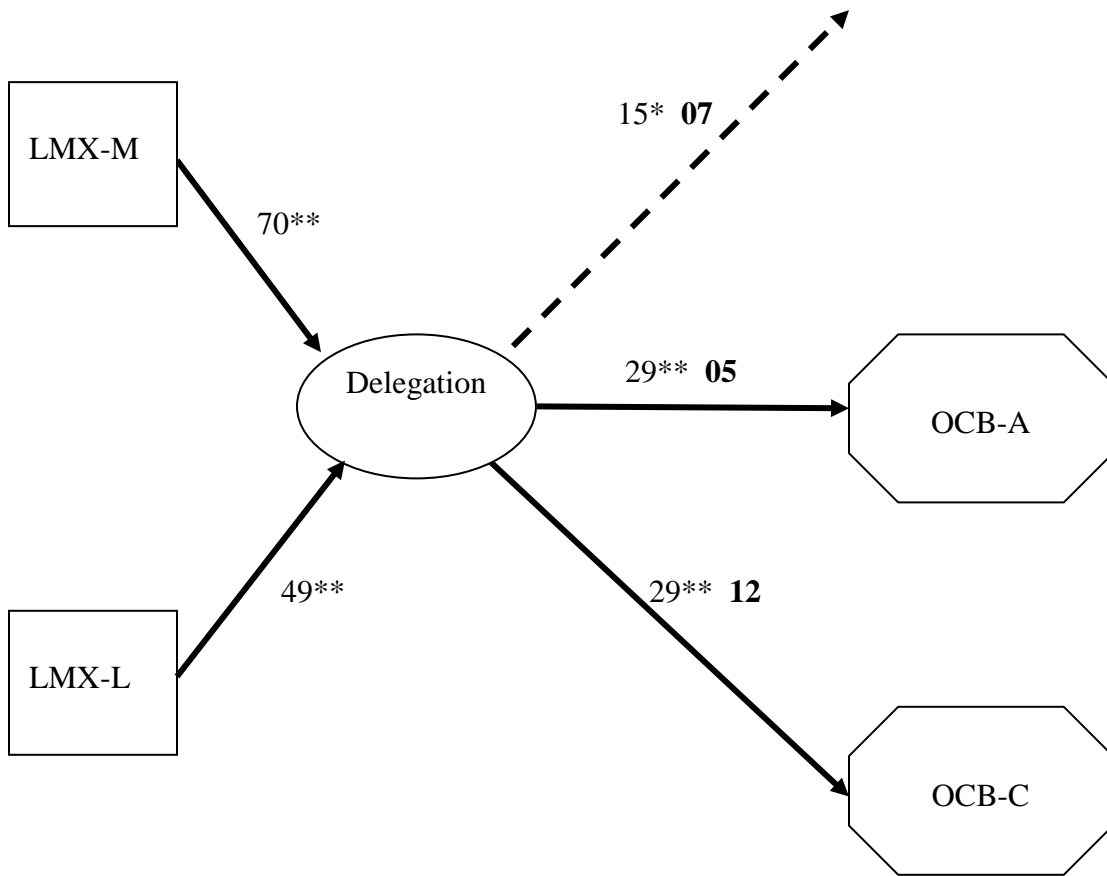 15* 07
LMX-M
70**
29** 05
Delegation
OCB-A
49**
29** 12
LMX-L
OCB-C